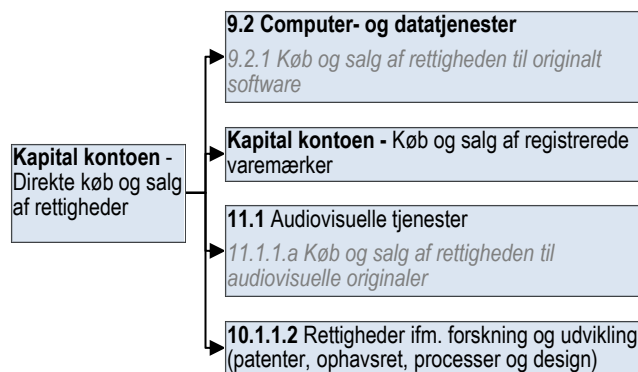 9.2 Computer- og datatjenester
9.2.1 Køb og salg af rettigheden til originalt
software
Kapital kontoen -
Direkte køb og salg
af rettigheder
Kapital kontoen - Køb og salg af registrerede
varemærker
11.1 Audiovisuelle tjenester
11.1.1.a Køb og salg af rettigheden til
audiovisuelle originaler
10.1.1.2 Rettigheder ifm. forskning og udvikling
(patenter, ophavsret, processer og design)